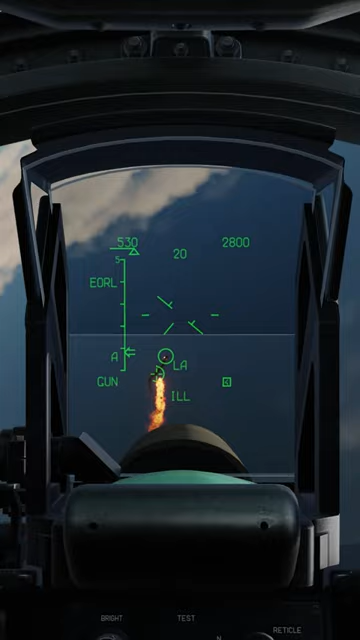 530
20
2800
5
EORL
A
LA
GUN
ILL
BRIGHT
TEST
N
RETICLE